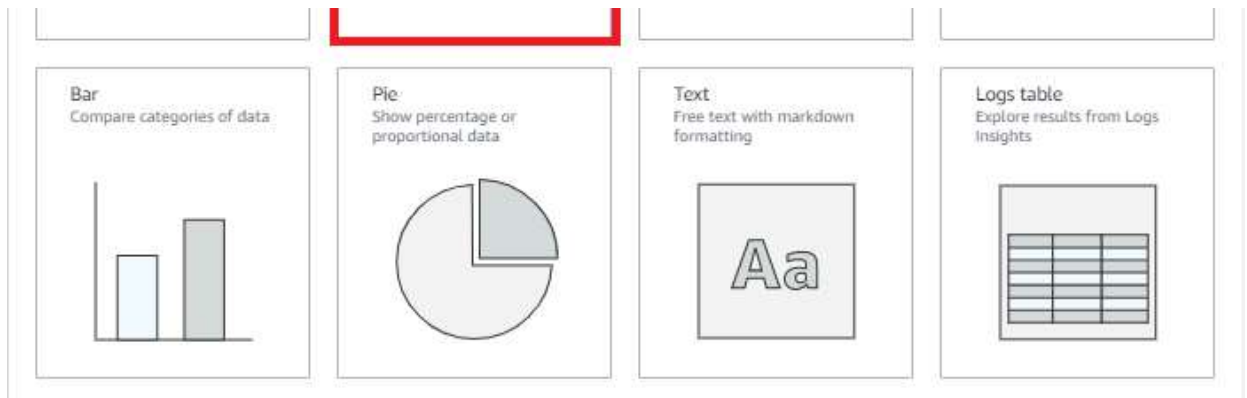 Bar
Compare categories of data
Pie
Show percentage or
proportional data
Text
Free text with markdown
formatting
Aa
Logs table
Explore results from Logs
Insights